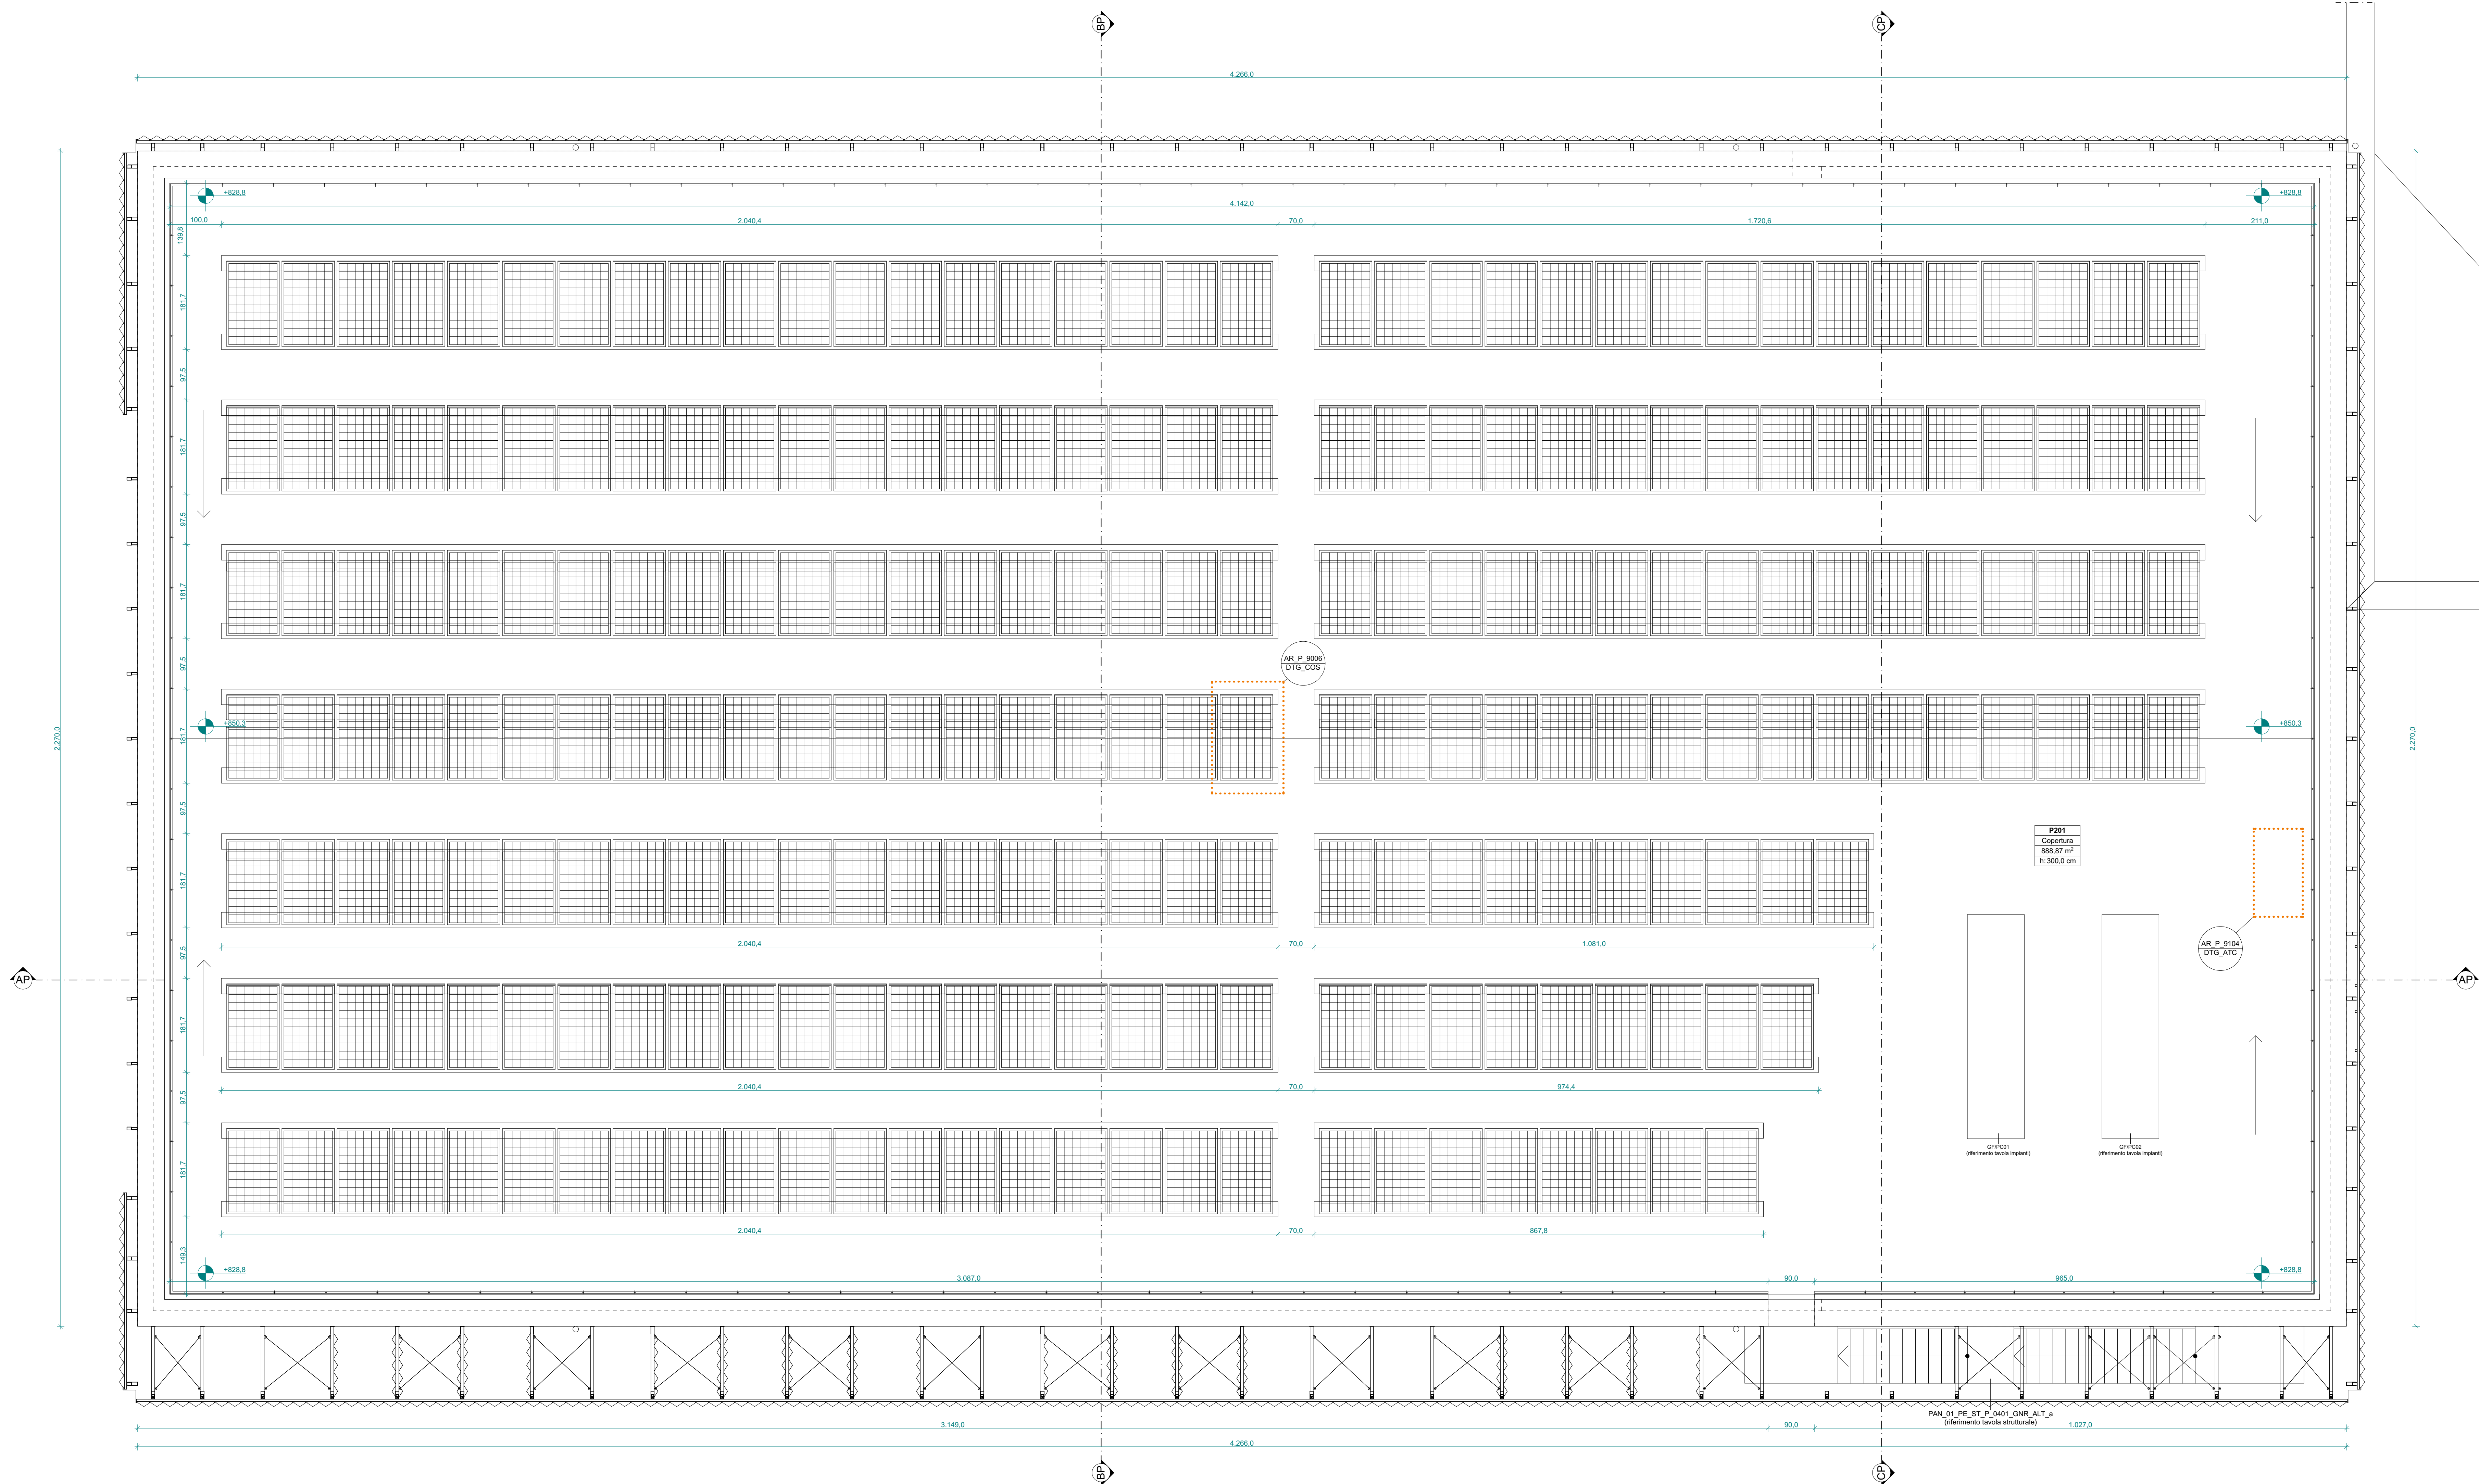 BP
CP
4.266,0
+828,8
+828,8
4.142,0
100,0
2.040,4
70,0
1.720,6
211,0
139,8
181,7
97,5
181,7
97,5
181,7
AR_P_9006
DTG_COS
97,5
2.270,0
+850,3
181,7
+850,3
2.270,0
97,5
P201
Copertura
888,87 m²
h: 300,0 cm
181,7
97,5
2.040,4
70,0
1.081,0
AR_P_9104
DTG_ATC
AP
AP
181,7
2.040,4
70,0
974,4
97,5
GF/PC01
(riferimento tavola impianti)
GF/PC02
(riferimento tavola impianti)
181,7
2.040,4
70,0
867,8
149,3
+828,8
+828,8
3.087,0
90,0
965,0
PAN_01_PE_ST_P_0401_GNR_ALT_a
(riferimento tavola strutturale)
3.149,0
90,0
1.027,0
4.266,0
BP
CP